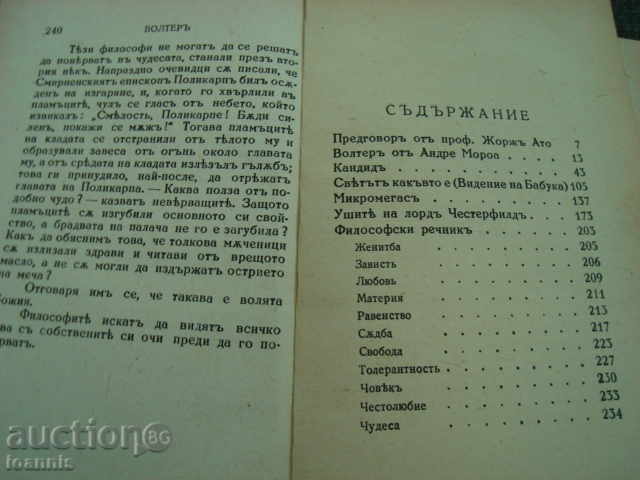 240 ВОЛТЕРЪ
Тѣзи философи не могатъ да се решатъ
да повѣрватъ въ чудесата, станали презъ вто-
рия вѣкъ. Напраздно очевидци сѫ писали, че
Смирненскиятъ епископъ Поликарпъ билъ осѫ-
денъ на изгаряне и, когато го хвърлили въ
пламъцитѣ, чулъ се гласъ отъ небето, който
извикалъ: „Смѣлость, Поликарпе! Бѫди си-
ленъ, покажи се мѫжъ!“ Тогава пламъцитѣ
на кладата се отстранили отъ тѣлото му и
образували завеса отъ огънь около главата
му, а отъ срѣдата на кладата излѣзълъ гълѫбъ;
това ги принудило, най-после, да отрѣжатъ
главата на Поликарпа. — Каква полза отъ по-
добно чудо? — казватъ невѣрващитѣ. Защото
пламъцитѣ сѫ изгубили основното си свой-
ство, а брадвата на палача не го е загубила?
Какъ да обяснимъ това, че толкова мѫченици
сѫ излизали здрави и читави отъ врещото
масло, а не сѫ могли да издържатъ острието
на меча?
Отговаря имъ се, че такава е волята
Божия.
Философитѣ искатъ да видятъ всичко
ва съ собственитѣ си очи преди да го по-
рватъ.
СЪДЪРЖАНИЕ
Предговоръ отъ проф. Жоржъ Ато 7
Волтеръ отъ Андре Мороа 13
Кандидъ 43
Свѣтътъ какъвто е (Видение на Бабука) 105
Микромегасъ 137
Ушитѣ на лордъ Честерфилдъ 173
Философски речникъ 203
Женитба 205
Зависть 206
Любовь 209
Материя 211
Равенство 213
Сѫдба 217
Свобода 223
Толерантность 227
Човѣкъ 230
Честолюбие 233
Чудеса 234
auction BG
ioannis